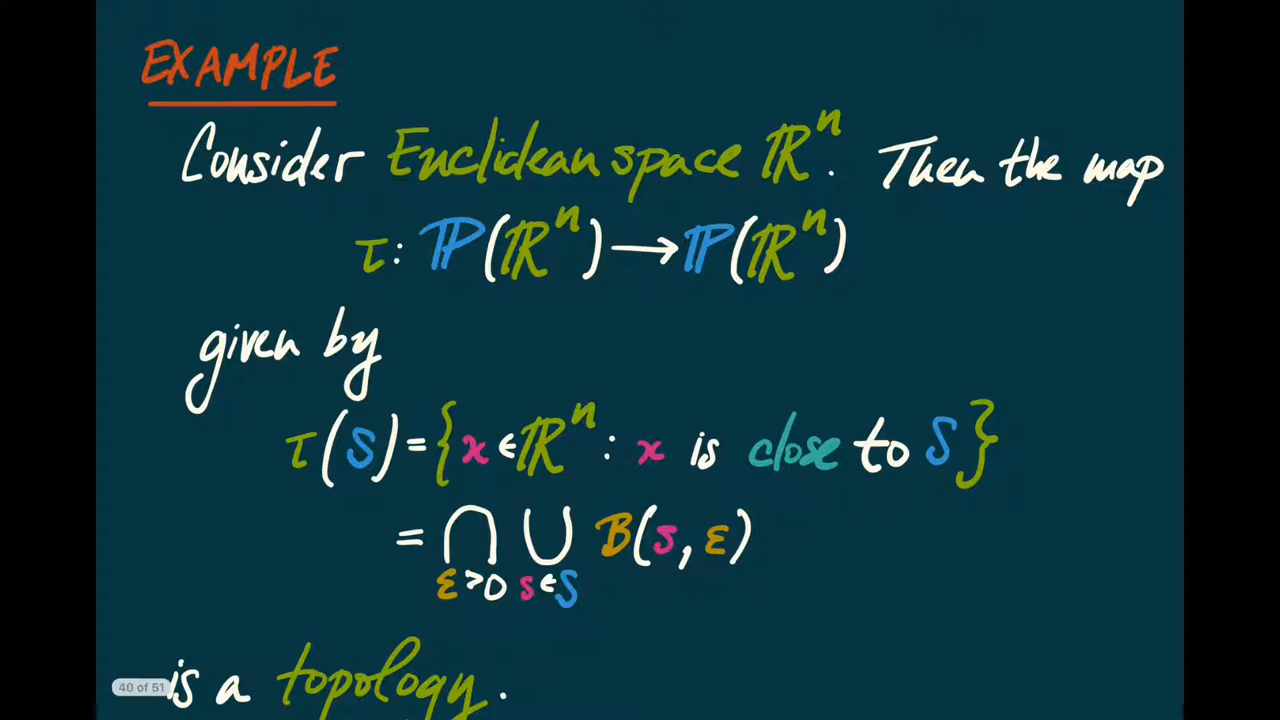 EXAMPLE
Consider Euclidean space ℝⁿ. Then the map
τ: ℙ(ℝⁿ) → ℙ(ℝⁿ)
given by
τ(S) = {x ∈ ℝⁿ : x is close to S}
= ⋂_{ε>0} ⋃_{s∈S} B(s, ε)
is a topology.
40 of 51